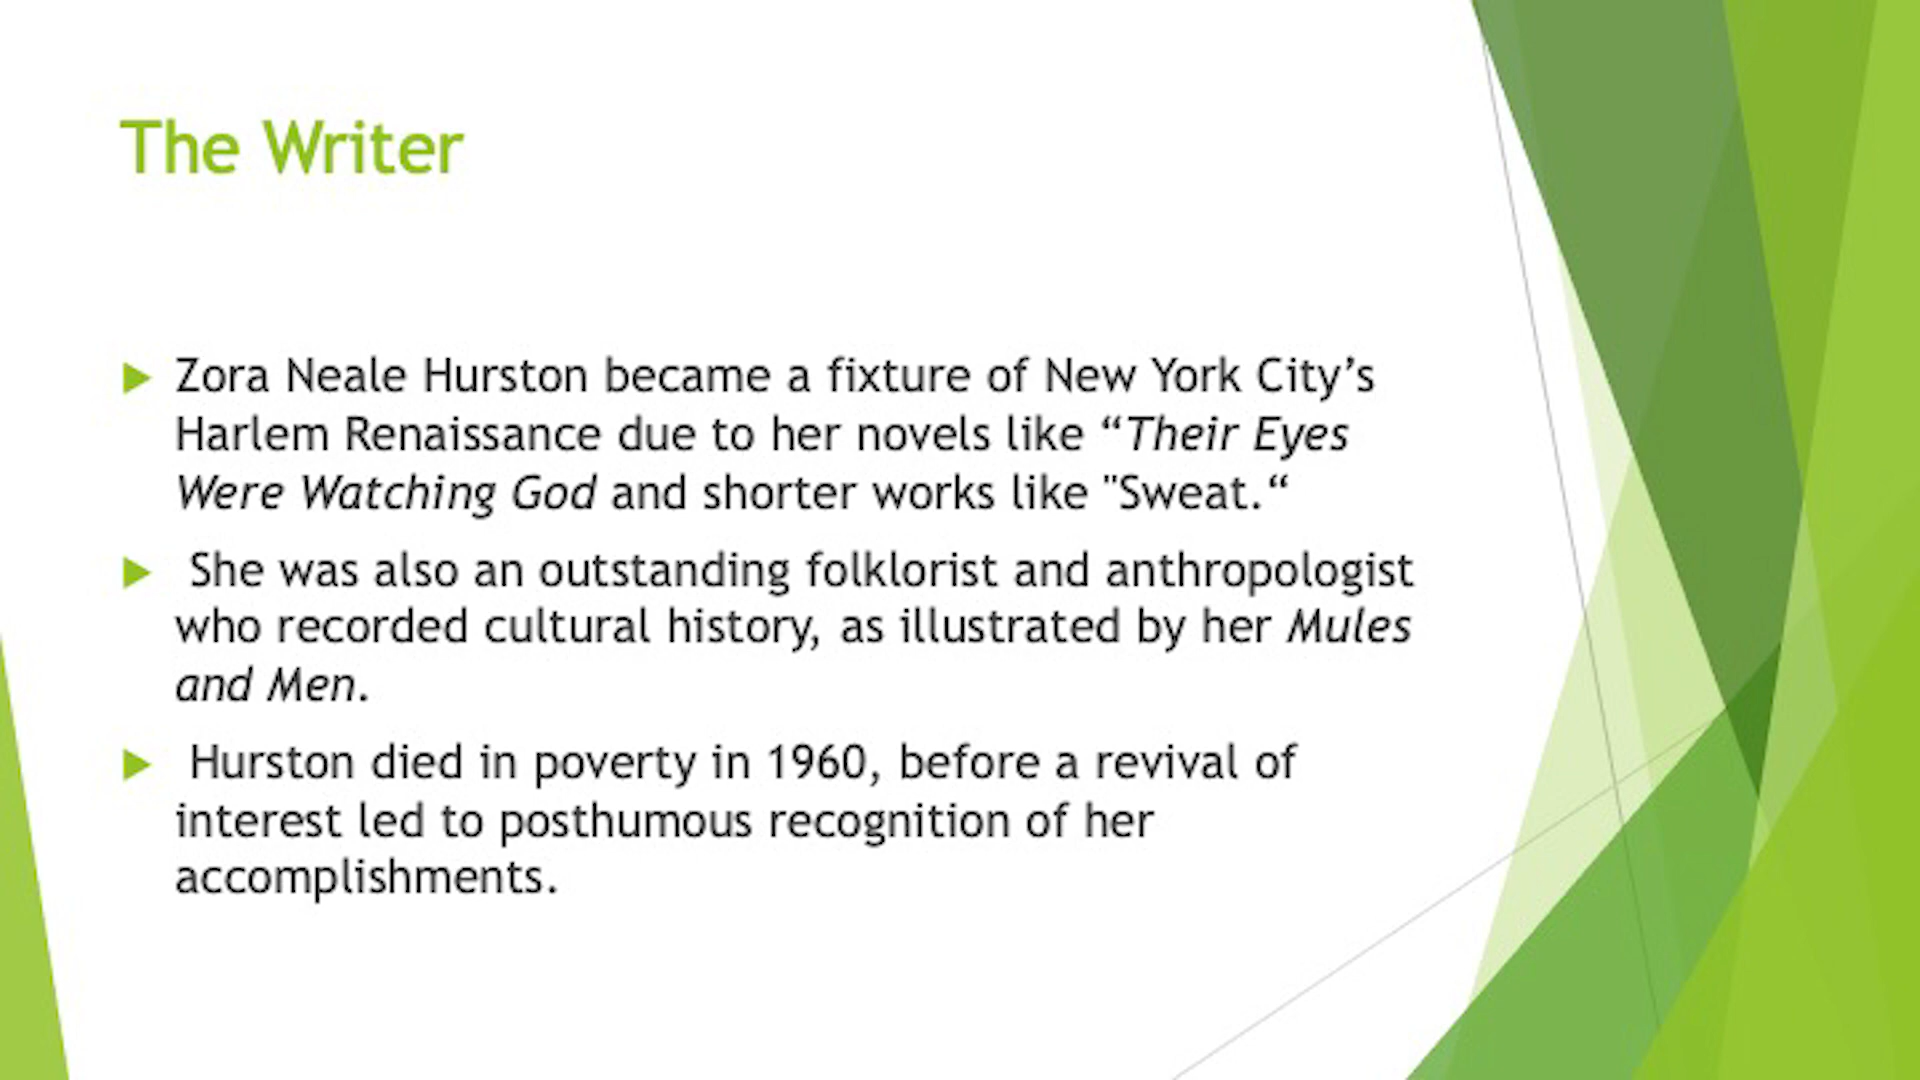 The Writer
Zora Neale Hurston became a fixture of New York City’s
Harlem Renaissance due to her novels like “Their Eyes
Were Watching God and shorter works like "Sweat.“
She was also an outstanding folklorist and anthropologist
who recorded cultural history, as illustrated by her Mules
and Men.
Hurston died in poverty in 1960, before a revival of
interest led to posthumous recognition of her
accomplishments.